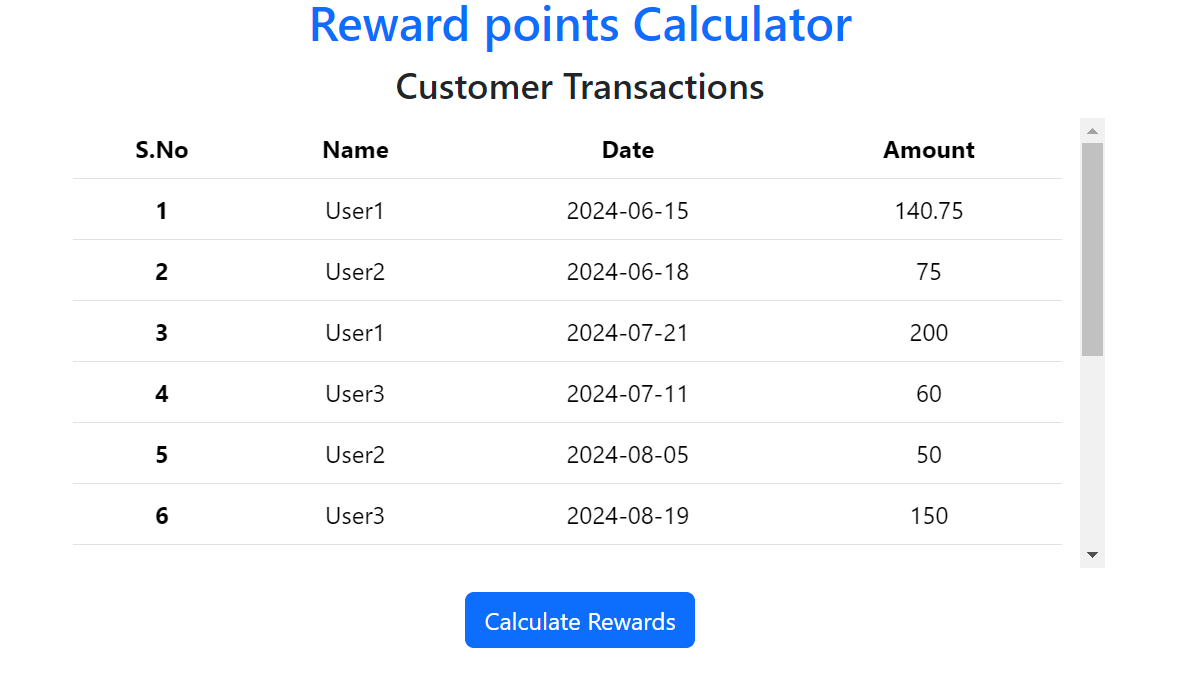 Reward points Calculator
Customer Transactions
S.No Name Date Amount
1 User1 2024-06-15 140.75
2 User2 2024-06-18 75
3 User1 2024-07-21 200
4 User3 2024-07-11 60
5 User2 2024-08-05 50
6 User3 2024-08-19 150
Calculate Rewards